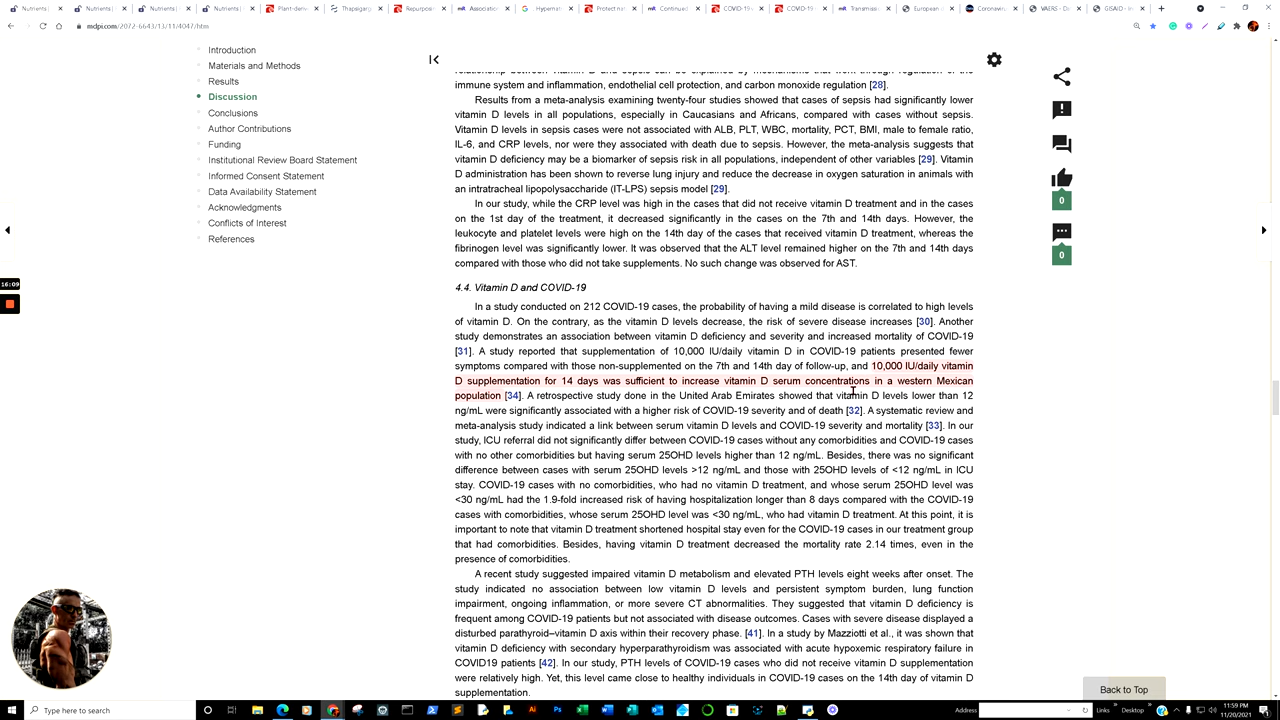 Nutrients |
Nutrients |
Nutrients |
Nutrients |
Plant-deri
Thapsigarg
Repurpose
Association
Hyperrn
Protect nat
Continued
COVID-19 v
COVID-19
Transmiss
European d
Coronaviru
VAERS - Da
GISAID - In
mdpi.com/2072-6643/13/11/4047/htm
Introduction
Materials and Methods
Results
Discussion
Conclusions
Author Contributions
Funding
Institutional Review Board Statement
Informed Consent Statement
Data Availability Statement
Acknowledgments
Conflicts of Interest
References
immune system and inflammation, endothelial cell protection, and carbon monoxide regulation [28].
Results from a meta-analysis examining twenty-four studies showed that cases of sepsis had significantly lower
vitamin D levels in all populations, especially in Caucasians and Africans, compared with cases without sepsis.
Vitamin D levels in sepsis cases were not associated with ALB, PLT, WBC, mortality, PCT, BMI, male to female ratio,
IL-6, and CRP levels, nor were they associated with death due to sepsis. However, the meta-analysis suggests that
vitamin D deficiency may be a biomarker of sepsis risk in all populations, independent of other variables [29]. Vitamin
D administration has been shown to reverse lung injury and reduce the decrease in oxygen saturation in animals with
an intratracheal lipopolysaccharide (IT-LPS) sepsis model [29].
In our study, while the CRP level was high in the cases that did not receive vitamin D treatment and in the cases
on the 1st day of the treatment, it decreased significantly in the cases on the 7th and 14th days. However, the
leukocyte and platelet levels were high on the 14th day of the cases that received vitamin D treatment, whereas the
fibrinogen level was significantly lower. It was observed that the ALT level remained higher on the 7th and 14th days
compared with those who did not take supplements. No such change was observed for AST.
4.4. Vitamin D and COVID-19
In a study conducted on 212 COVID-19 cases, the probability of having a mild disease is correlated to high levels
of vitamin D. On the contrary, as the vitamin D levels decrease, the risk of severe disease increases [30]. Another
study demonstrates an association between vitamin D deficiency and severity and increased mortality of COVID-19
[31]. A study reported that supplementation of 10,000 IU/daily vitamin D in COVID-19 patients presented fewer
symptoms compared with those non-supplemented on the 7th and 14th day of follow-up, and 10,000 IU/daily vitamin
D supplementation for 14 days was sufficient to increase vitamin D serum concentrations in a western Mexican
population [34]. A retrospective study done in the United Arab Emirates showed that vitamin D levels lower than 12
ng/mL were significantly associated with a higher risk of COVID-19 severity and of death [32]. A systematic review and
meta-analysis study indicated a link between serum vitamin D levels and COVID-19 severity and mortality [33]. In our
study, ICU referral did not significantly differ between COVID-19 cases without any comorbidities and COVID-19 cases
with no other comorbidities but having serum 25OHD levels higher than 12 ng/mL. Besides, there was no significant
difference between cases with serum 25OHD levels >12 ng/mL and those with 25OHD levels of <12 ng/mL in ICU
stay. COVID-19 cases with no comorbidities, who had no vitamin D treatment, and whose serum 25OHD level was
<30 ng/mL had the 1.9-fold increased risk of having hospitalization longer than 8 days compared with the COVID-19
cases with comorbidities, whose serum 25OHD level was <30 ng/mL, who had vitamin D treatment. At this point, it is
important to note that vitamin D treatment shortened hospital stay even for the COVID-19 cases in our treatment group
that had comorbidities. Besides, having vitamin D treatment decreased the mortality rate 2.14 times, even in the
presence of comorbidities.
A recent study suggested impaired vitamin D metabolism and elevated PTH levels eight weeks after onset. The
study indicated no association between low vitamin D levels and persistent symptom burden, lung function
impairment, ongoing inflammation, or more severe CT abnormalities. They suggested that vitamin D deficiency is
frequent among COVID-19 patients but not associated with disease outcomes. Cases with severe disease displayed a
disturbed parathyroid–vitamin D axis within their recovery phase. [41]. In a study by Mazziotti et al., it was shown that
vitamin D deficiency with secondary hyperparathyroidism was associated with acute hypoxemic respiratory failure in
COVID19 patients [42]. In our study, PTH levels of COVID-19 cases who did not receive vitamin D supplementation
were relatively high. Yet, this level came close to healthy individuals in COVID-19 cases on the 14th day of vitamin D
supplementation.
0
0
16:09
Back to Top
Type here to search
Address
Links
Desktop
11:59 PM
11/20/2021